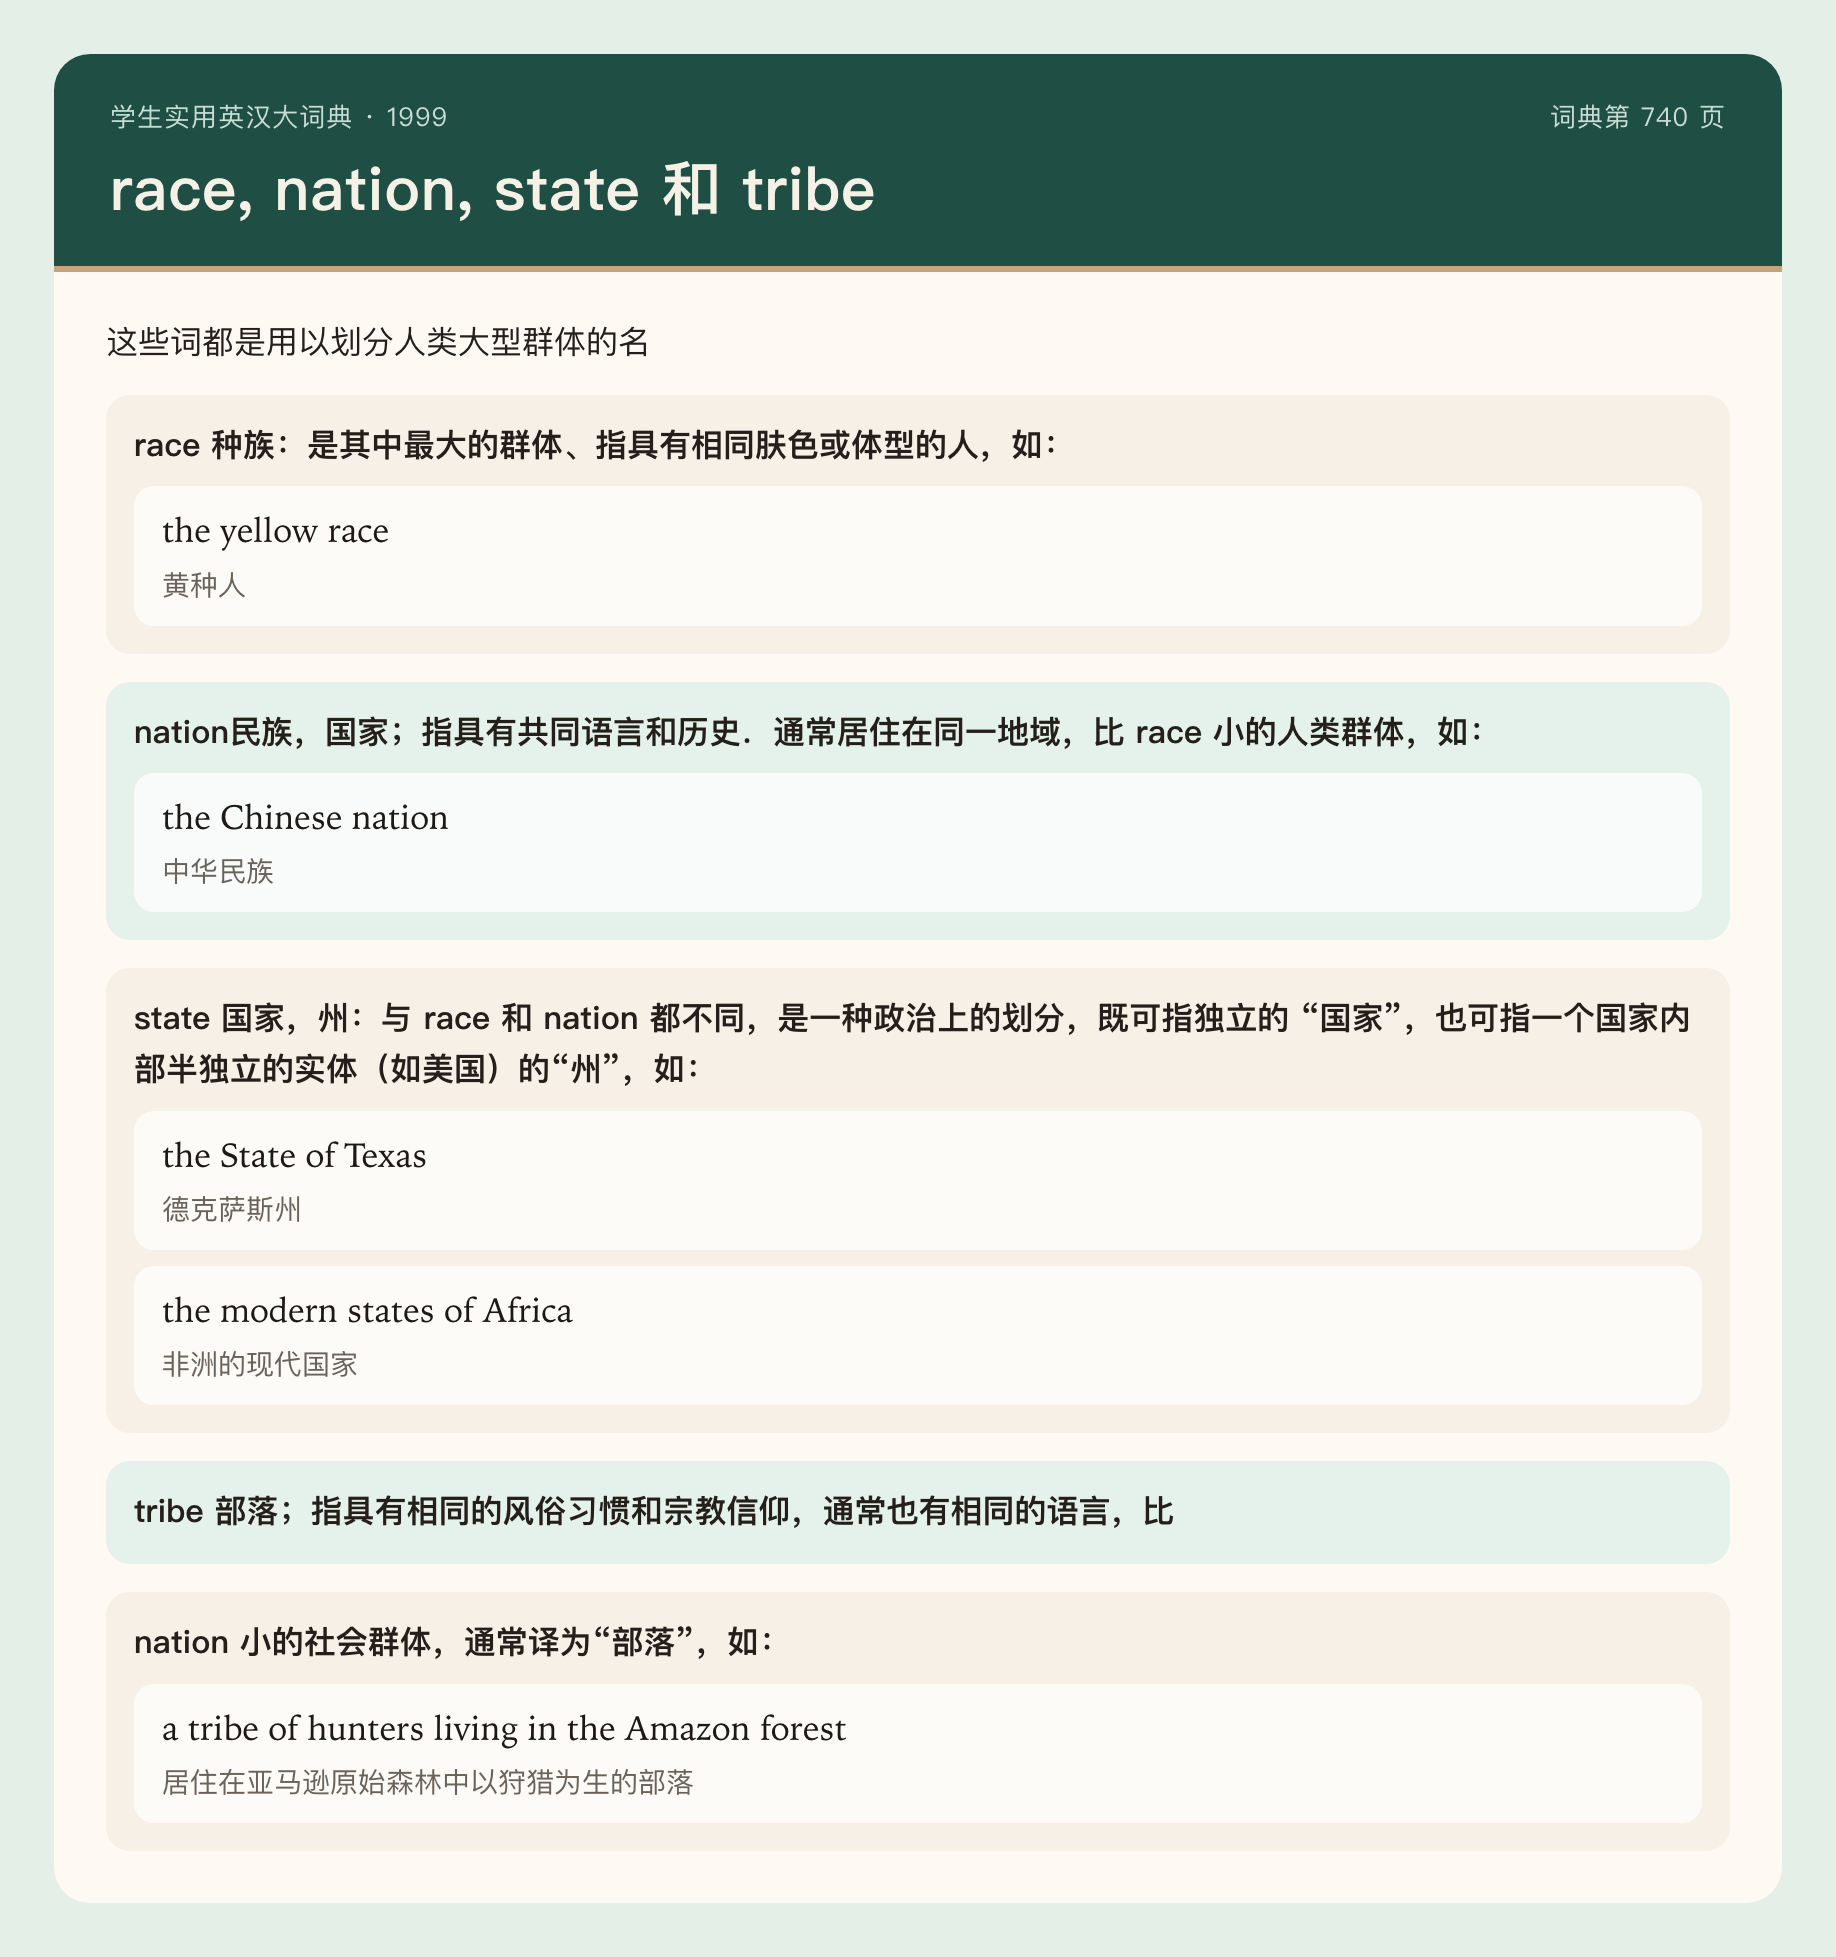 学生实用英汉大词典 · 1999
词典第 740 页
race, nation, state 和 tribe
这些词都是用以划分人类大型群体的名
race 种族：是其中最大的群体、指具有相同肤色或体型的人，如：
the yellow race
黄种人
nation民族，国家；指具有共同语言和历史．通常居住在同一地域，比 race 小的人类群体，如：
the Chinese nation
中华民族
state 国家，州：与 race 和 nation 都不同，是一种政治上的划分，既可指独立的 “国家”，也可指一个国家内
部半独立的实体（如美国）的“州”，如：
the State of Texas
德克萨斯州
the modern states of Africa
非洲的现代国家
tribe 部落；指具有相同的风俗习惯和宗教信仰，通常也有相同的语言，比
nation 小的社会群体，通常译为“部落”，如：
a tribe of hunters living in the Amazon forest
居住在亚马逊原始森林中以狩猎为生的部落